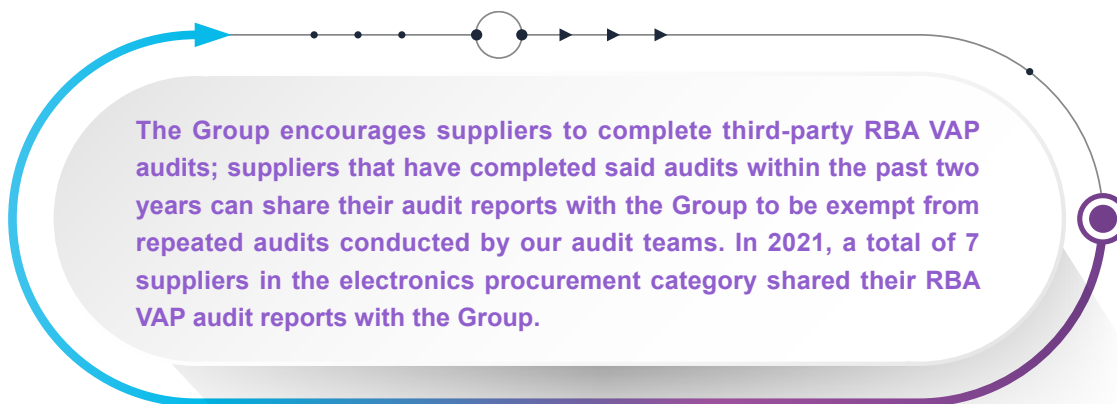 The Group encourages suppliers to complete third-party RBA VAP
audits; suppliers that have completed said audits within the past two
years can share their audit reports with the Group to be exempt from
repeated audits conducted by our audit teams. In 2021, a total of 7
suppliers in the electronics procurement category shared their RBA
VAP audit reports with the Group.